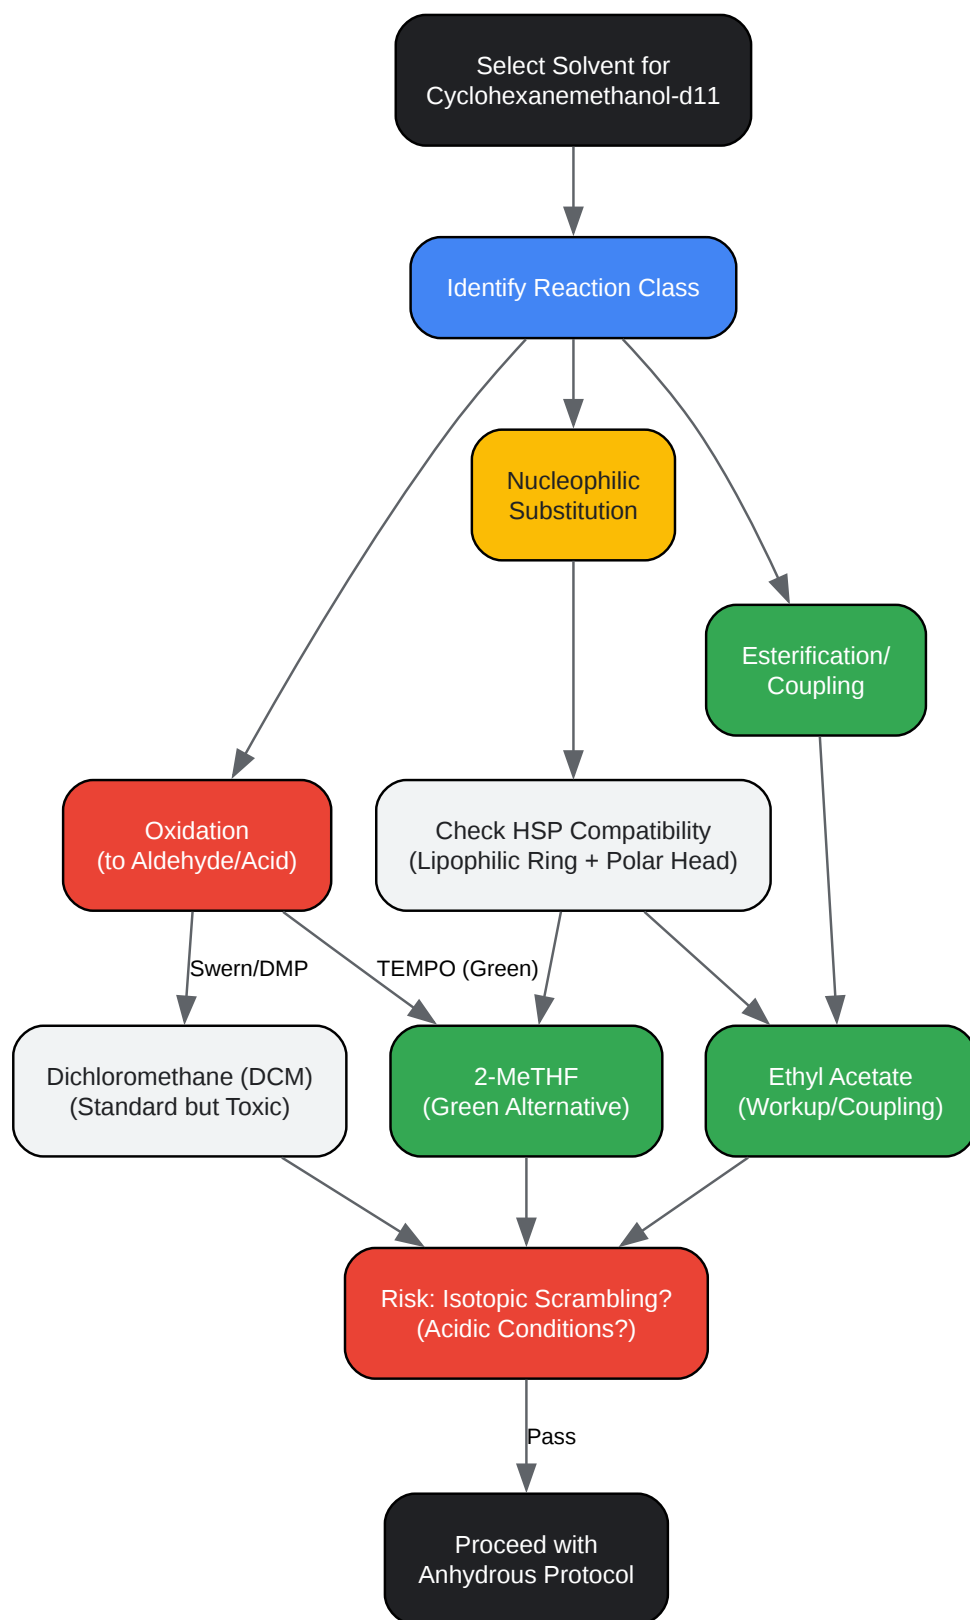 Select Solvent for
Cyclohexanemethanol-d11
Identify Reaction Class
Nucleophilic
Substitution
Esterification/
Coupling
Oxidation
(to Aldehyde/Acid)
Check HSP Compatibility
(Lipophilic Ring + Polar Head)
Swern/DMP
TEMPO (Green)
Dichloromethane (DCM)
(Standard but Toxic)
2-MeTHF
(Green Alternative)
Ethyl Acetate
(Workup/Coupling)
Risk: Isotopic Scrambling?
(Acidic Conditions?)
Pass
Proceed with
Anhydrous Protocol